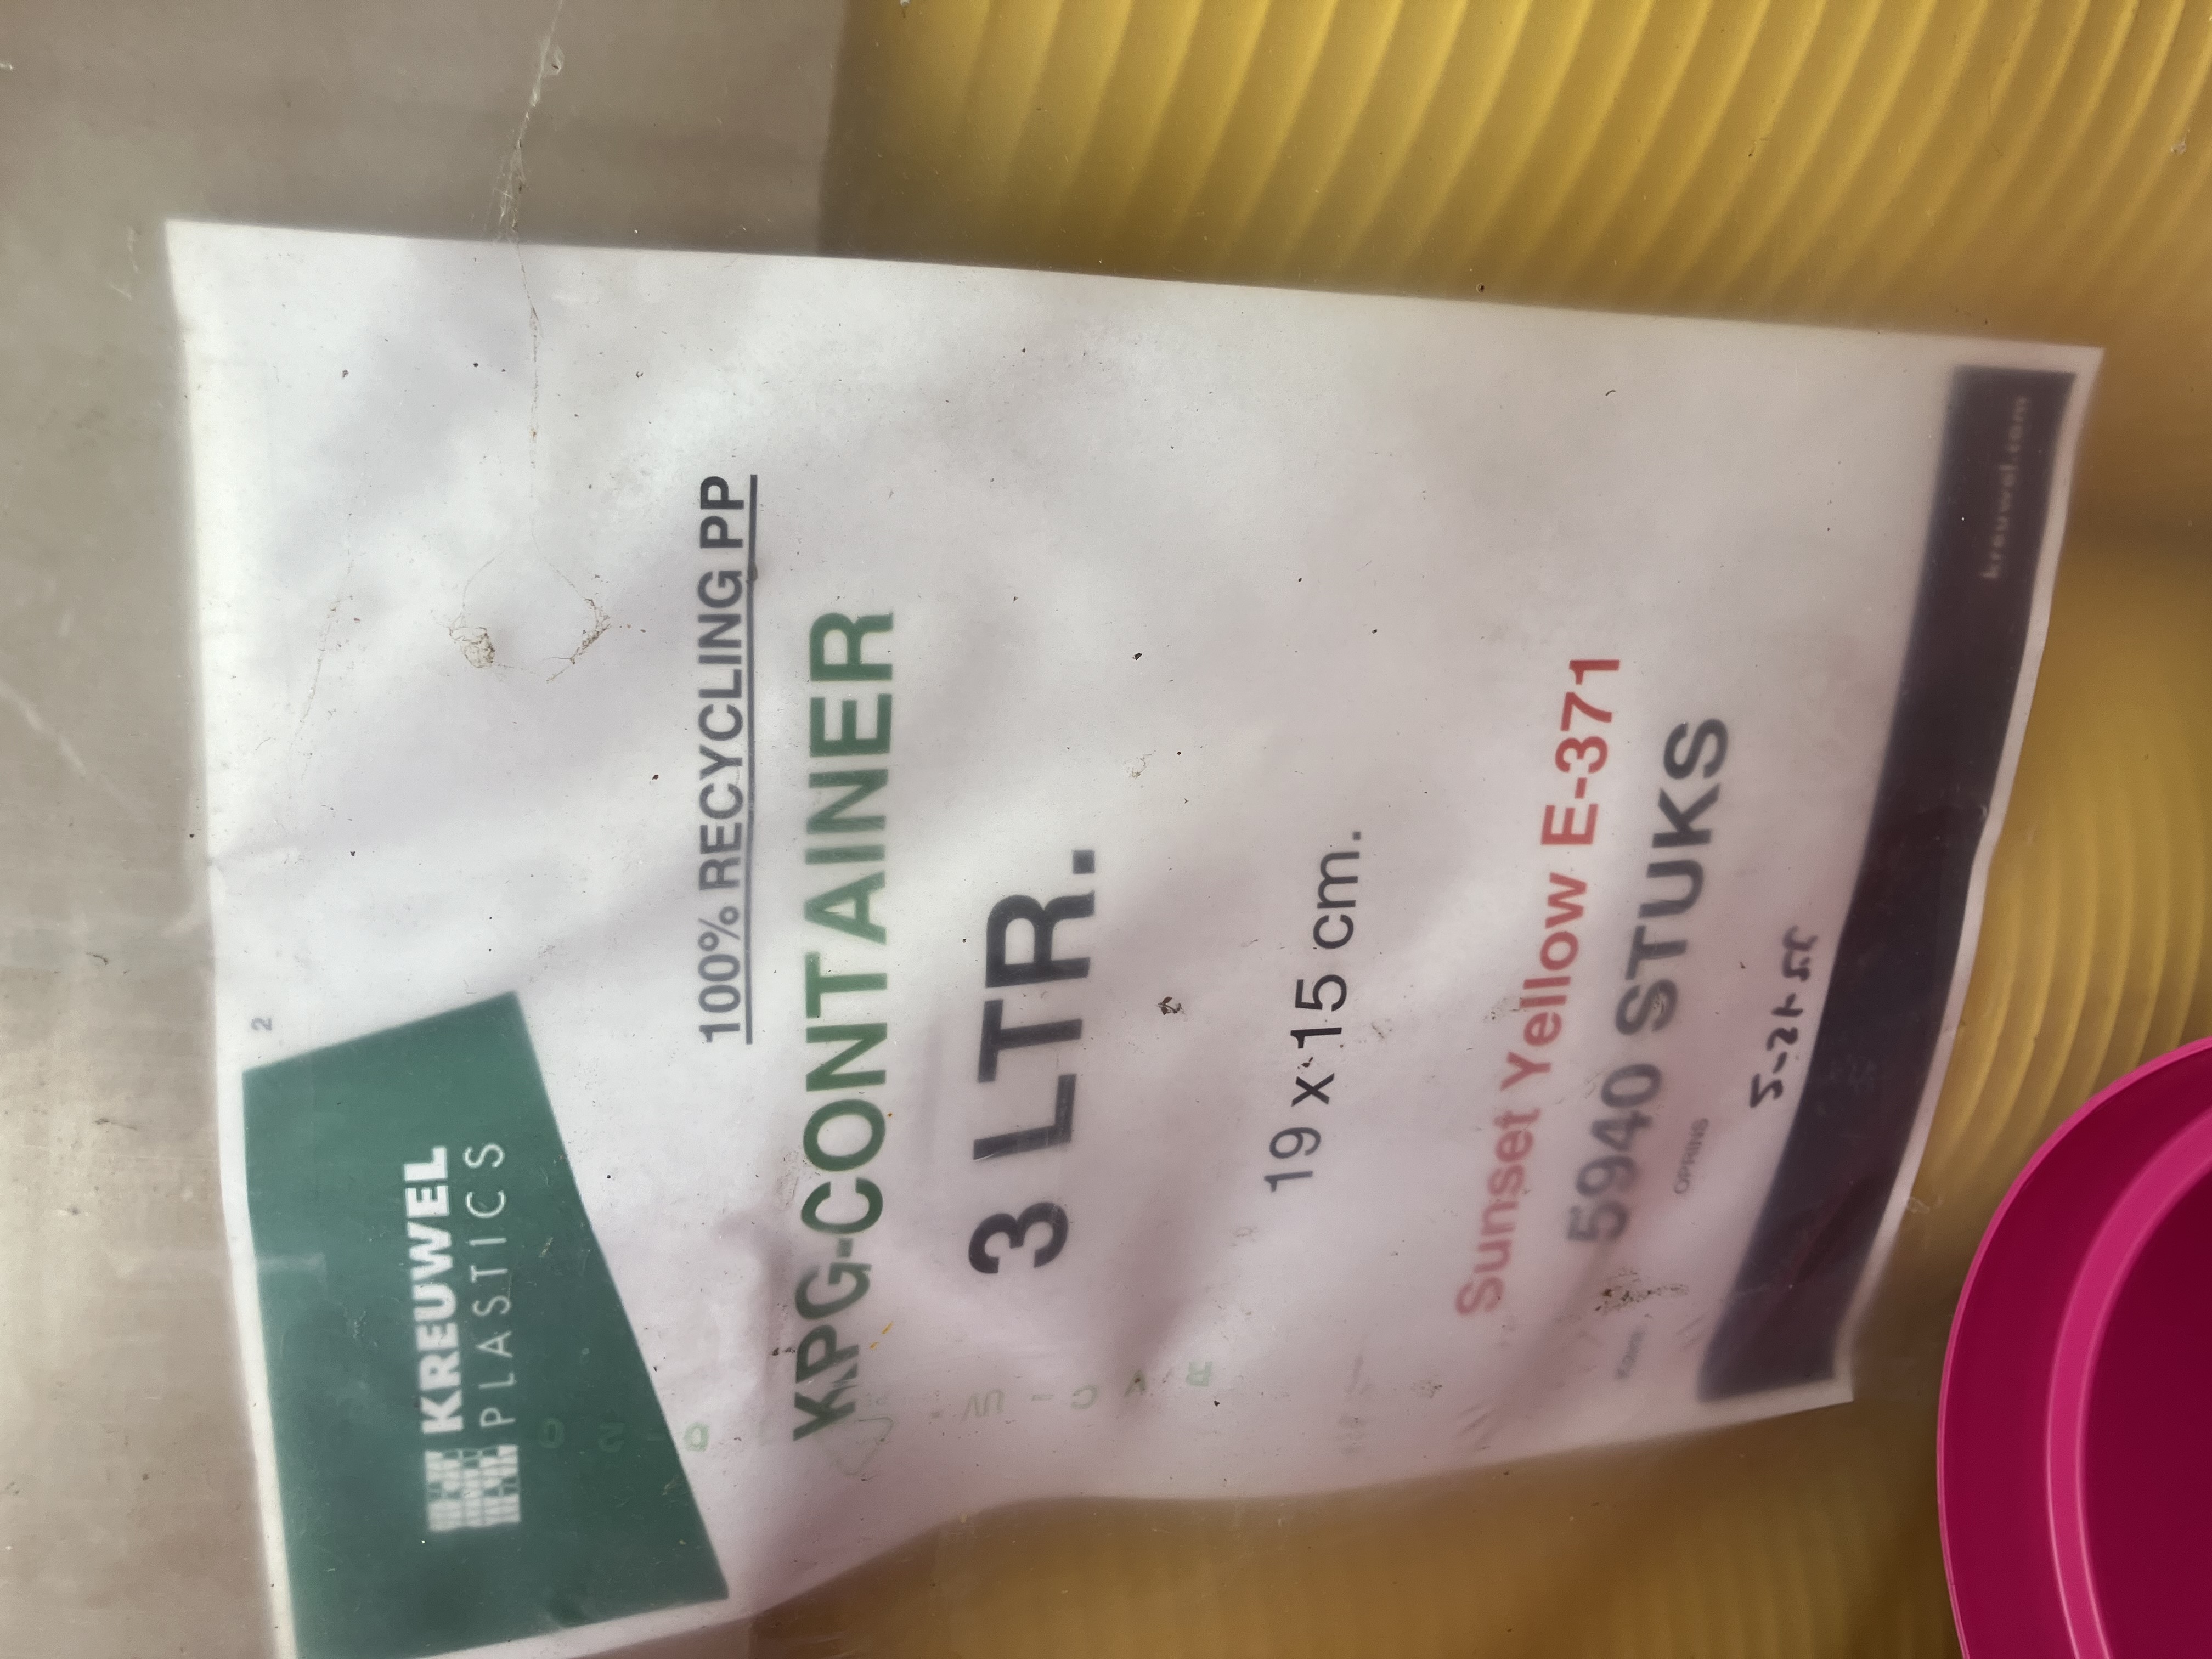 2
KREUWEL
PLASTICS
100% RECYCLING PP
KPG-CONTAINER
3 LTR.
19 x 15 cm.
Sunset Yellow E-371
5940 STUKS
OPRINS
kreuwel.com